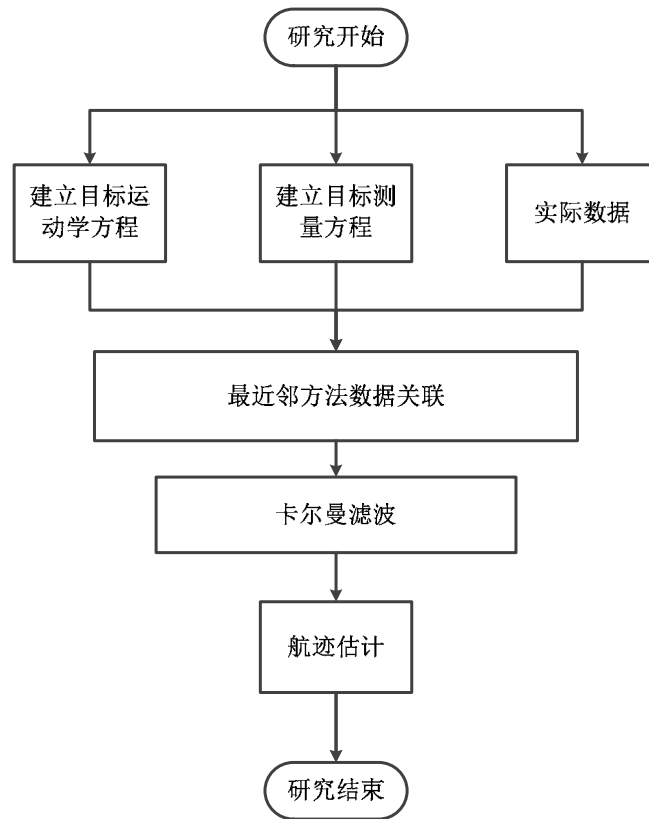 研究开始
建立目标运
动学方程
建立目标测
量方程
实际数据
最近邻方法数据关联
卡尔曼滤波
航迹估计
研究结束